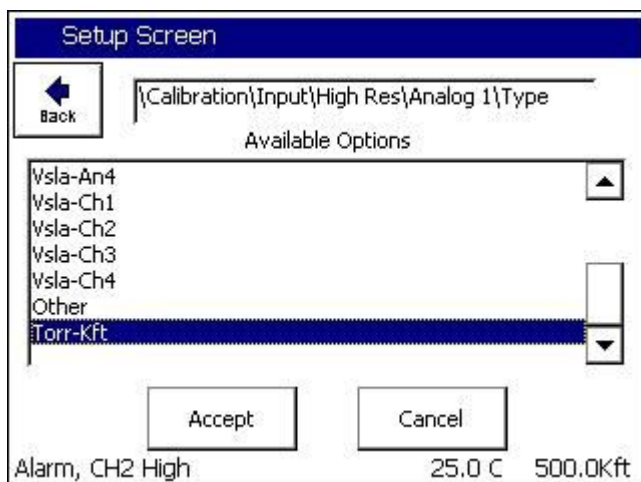 Setup Screen
Back
\Calibration\Input\High Res\Analog 1\Type
Available Options
Vsla-An4
Vsla-Ch1
Vsla-Ch2
Vsla-Ch3
Vsla-Ch4
Other
Torr-Kft
Accept Cancel
Alarm, CH2 High 25.0 C 500.0Kft